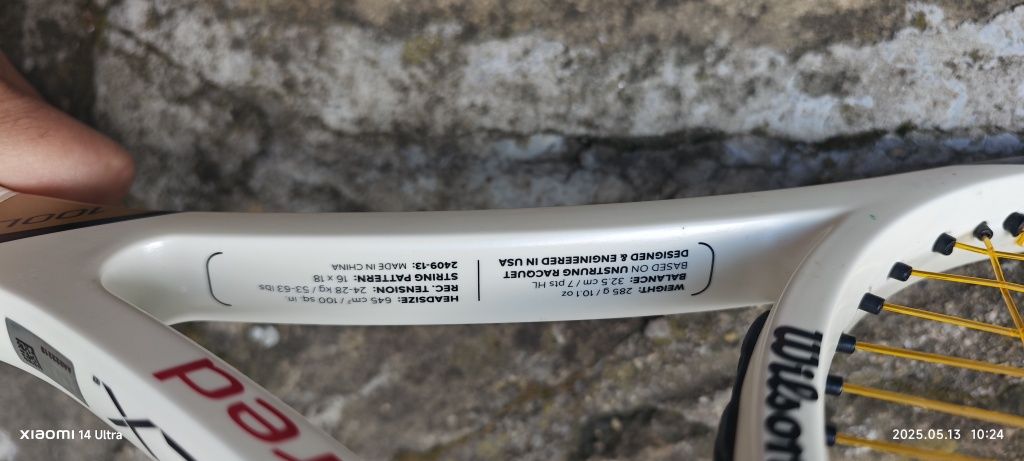 HEADSIZE: 645 cm² / 100 sq. in.
REC. TENSION: 24-28 kg / 53-63 lbs
STRING PATTERN: 16 x 18
2409-13: MADE IN CHINA
WEIGHT: 285 g / 10.1 oz
BALANCE: 32.5 cm / 7 pts HL
BASED ON UNSTRUNG RACQUET
DESIGNED & ENGINEERED IN USA
100L
red
Wilson
XIAOMI 14 Ultra
2025.05.13 10:24